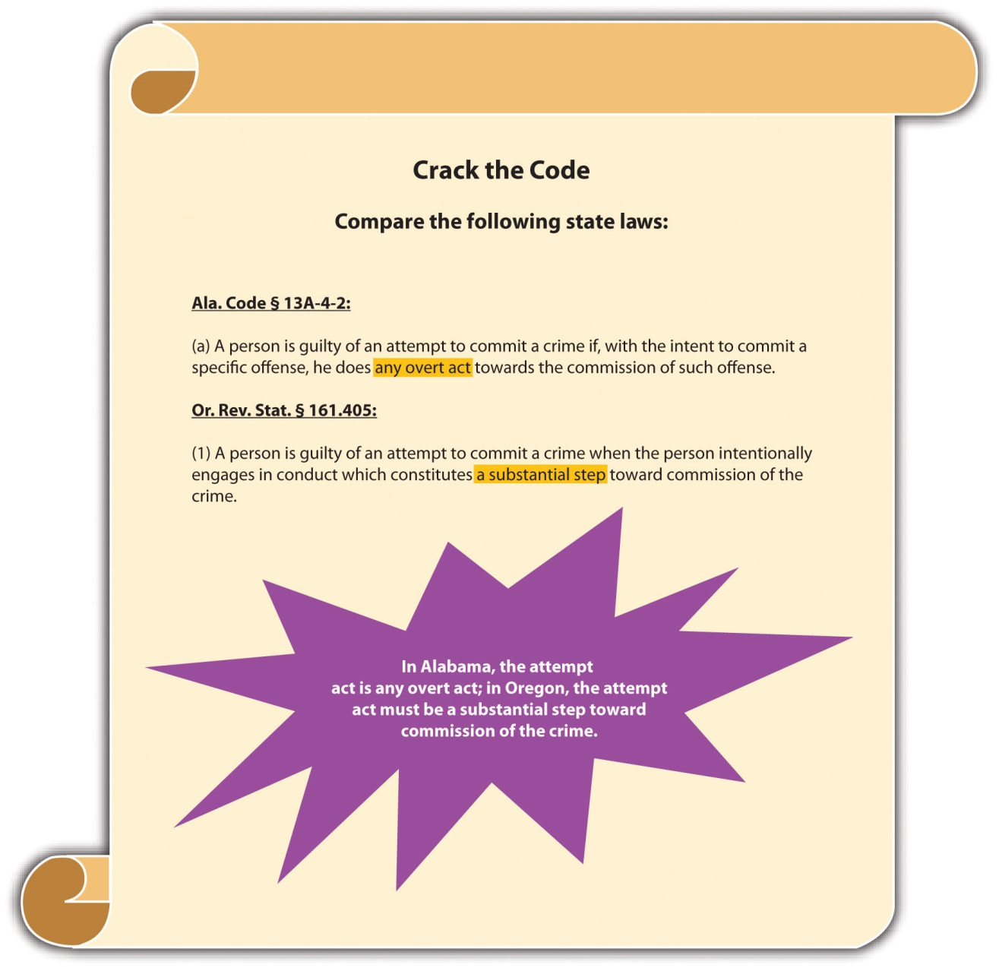 Crack the Code
Compare the following state laws:
Ala. Code § 13A-4-2:
(a) A person is guilty of an attempt to commit a crime if, with the intent to commit a
specific offense, he does any overt act towards the commission of such offense.
Or. Rev. Stat. § 161.405:
(1) A person is guilty of an attempt to commit a crime when the person intentionally
engages in conduct which constitutes a substantial step toward commission of the
crime.
In Alabama, the attempt
act is any overt act; in Oregon, the attempt
act must be a substantial step toward
commission of the crime.